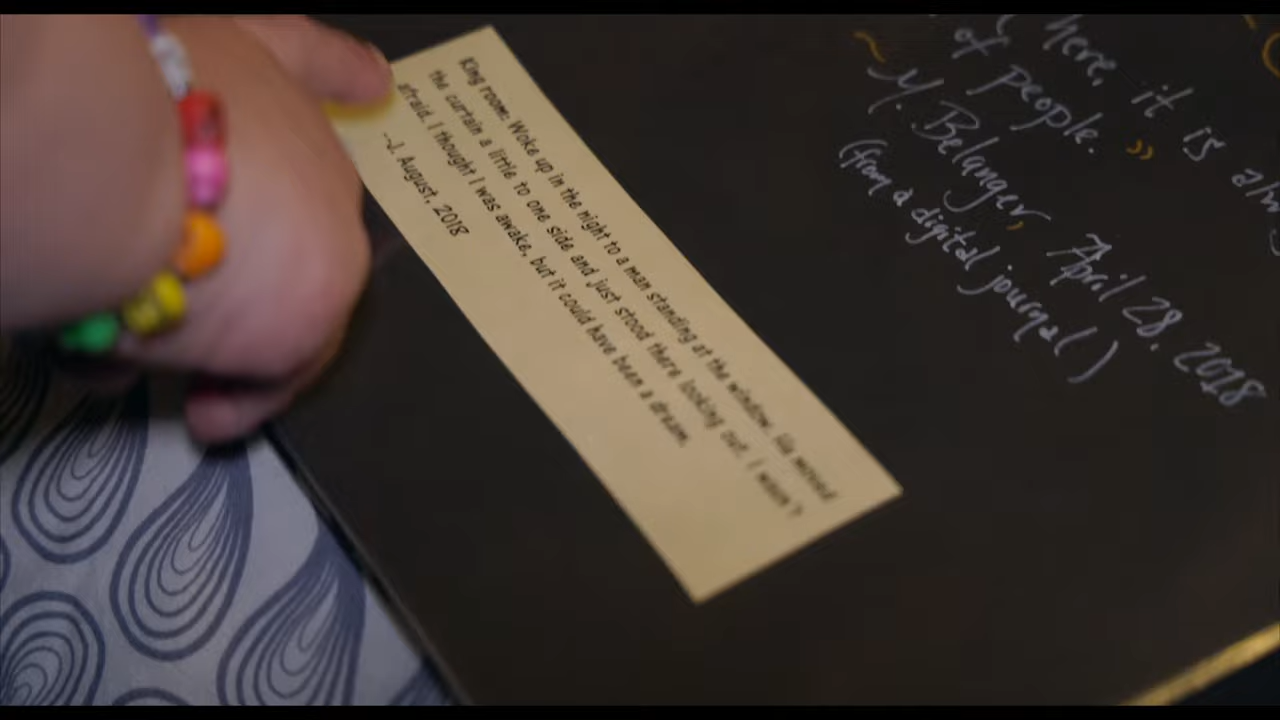 King room: Woke up in the night to a man standing at the window. He moved
the curtain a little to one side and just stood there looking out. I wasn't
afraid. I thought I was awake, but it could have been a dream.
--J. August, 2018
here, it is
of people. ”
~ M. Belanger, April 28, 2018
(from a digital journal)